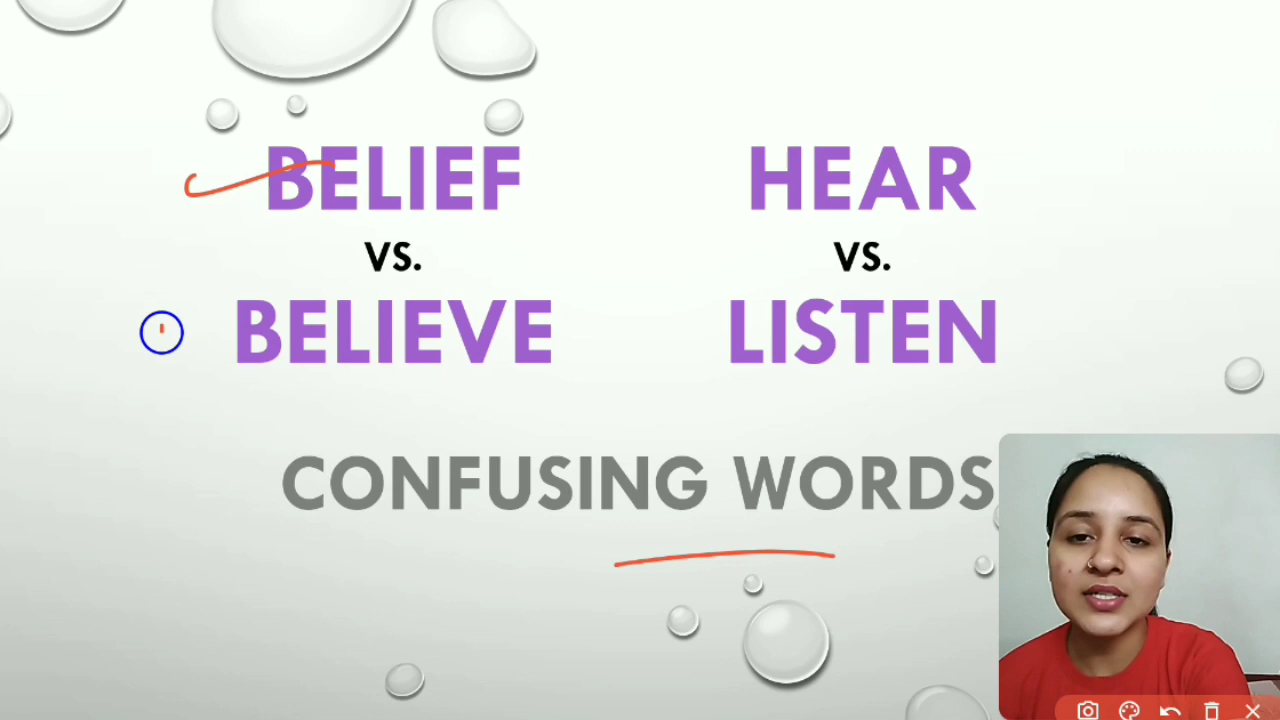 BELIEF
VS.
BELIEVE
HEAR
VS.
LISTEN
CONFUSING WORDS